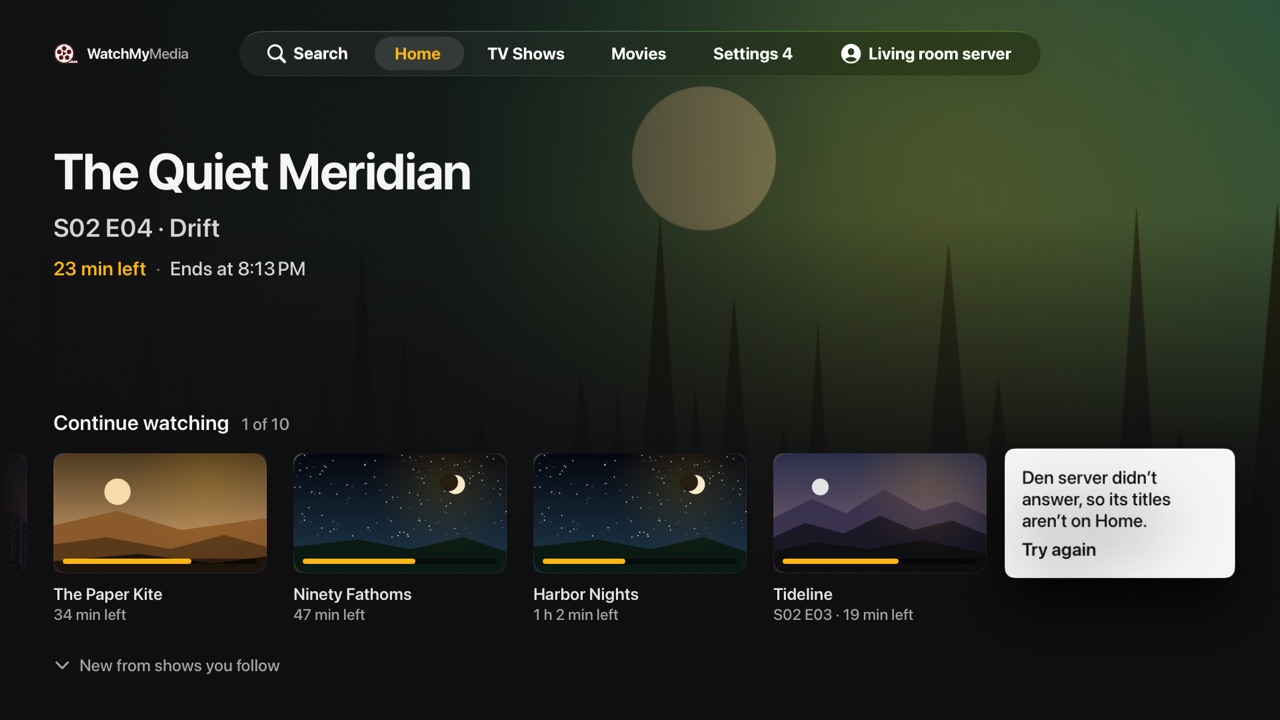 WatchMyMedia
Search
Home
TV Shows
Movies
Settings 4
Living room server
The Quiet Meridian
S02 E04 · Drift
23 min left · Ends at 8:13 PM
Continue watching 1 of 10
The Paper Kite
34 min left
Ninety Fathoms
47 min left
Harbor Nights
1 h 2 min left
Tideline
S02 E03 · 19 min left
Den server didn’t
answer, so its titles
aren’t on Home.
Try again
New from shows you follow